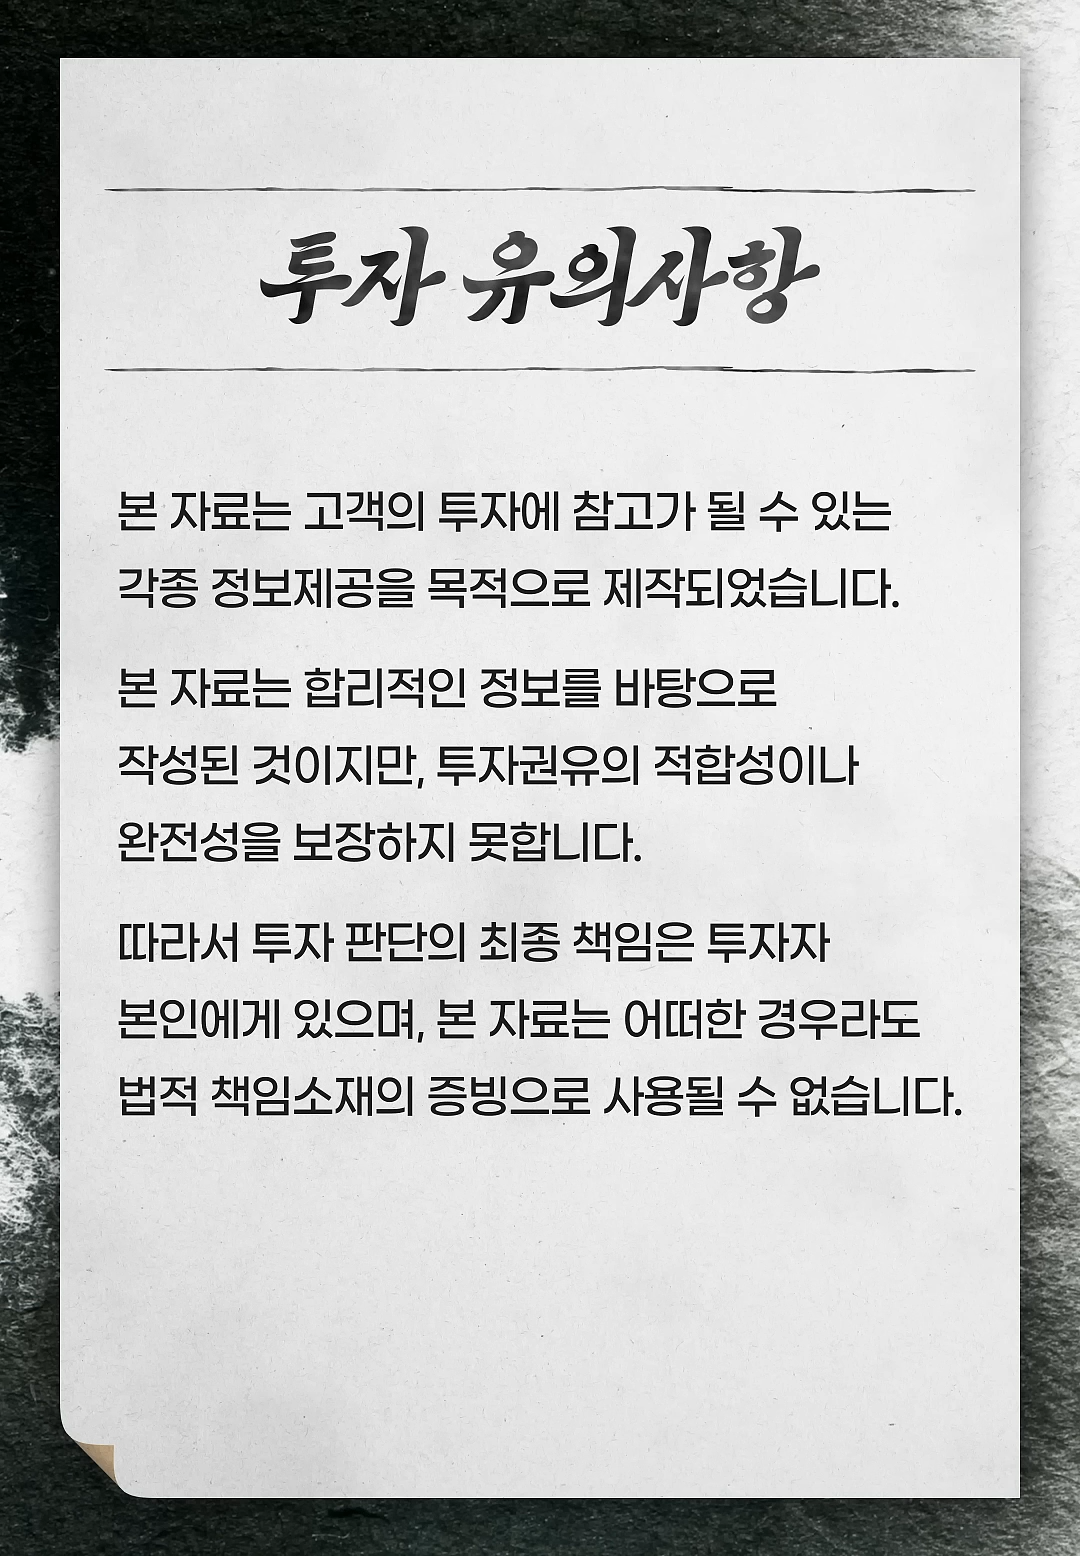 투자 유의사항
본 자료는 고객의 투자에 참고가 될 수 있는
각종 정보제공을 목적으로 제작되었습니다.
본 자료는 합리적인 정보를 바탕으로
작성된 것이지만, 투자권유의 적합성이나
완전성을 보장하지 못합니다.
따라서 투자 판단의 최종 책임은 투자자
본인에게 있으며, 본 자료는 어떠한 경우라도
법적 책임소재의 증빙으로 사용될 수 없습니다.